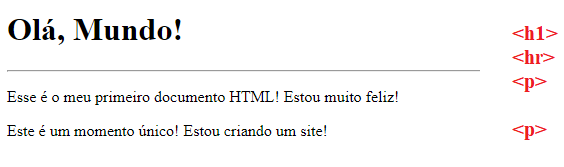 Olá, Mundo!
<h1>
<hr>
<p>
Esse é o meu primeiro documento HTML! Estou muito feliz!
Este é um momento único! Estou criando um site!
<p>